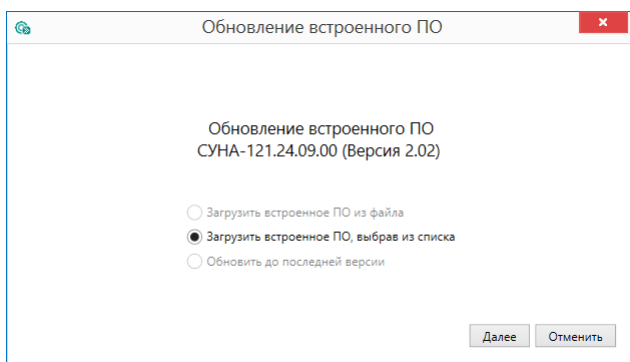 Обновление встроенного ПО
Обновление встроенного ПО
СУНА-121.24.09.00 (Версия 2.02)
Загрузить встроенное ПО из файла
Загрузить встроенное ПО, выбрав из списка
Обновить до последней версии
Далее
Отменить